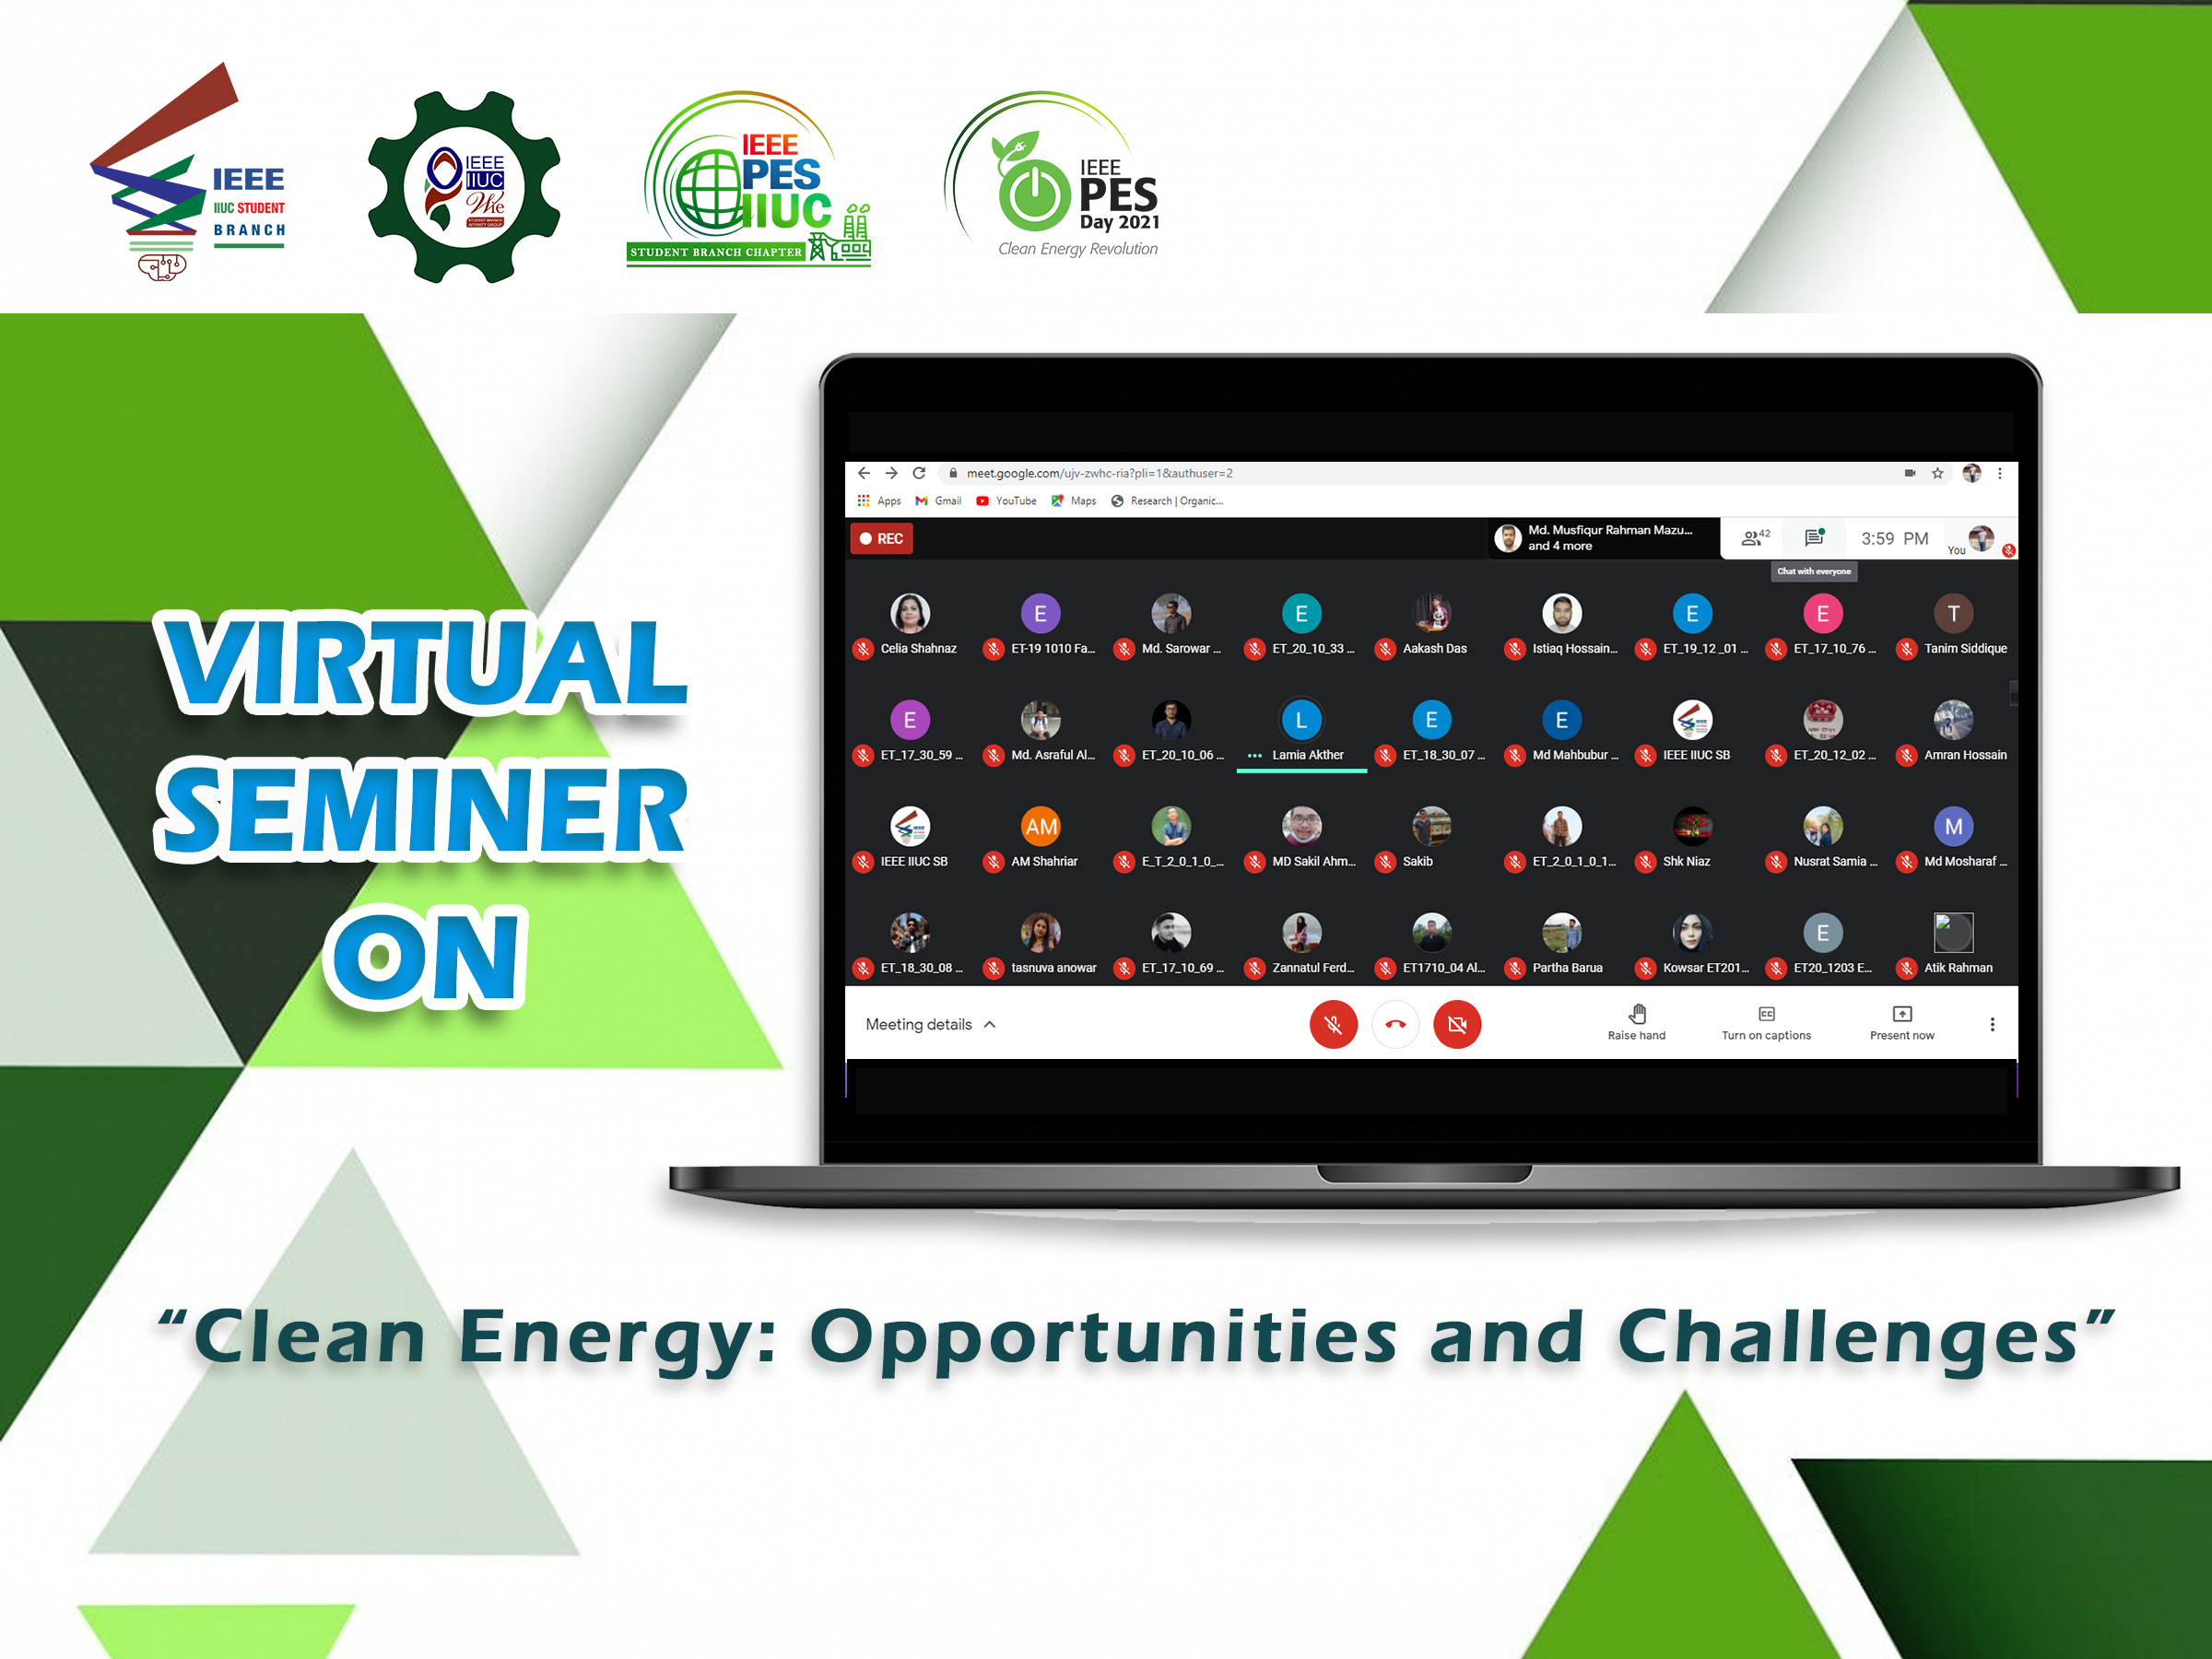 IEEE
IIUC STUDENT
BRANCH
IEEE
IIUC
WIE
STUDENT BRANCH
AFFINITY GROUP
IEEE
PES
IIUC
STUDENT BRANCH CHAPTER
IEEE
PES
Day 2021
Clean Energy Revolution
VIRTUAL
SEMINER
ON
meet.google.com/ujv-zwhc-ria?pli=1&authuser=2
Apps Gmail YouTube Maps Research | Organic...
REC
Md. Musfiqur Rahman Mazu...
and 4 more
42
3:59 PM
You
Chat with everyone
E E E E T
Celia Shahnaz ET-19 1010 Fa... Md. Sarowar ... ET_20_10_33 ... Aakash Das Istiaq Hossain... ET_19_12_01 ... ET_17_10_76 ... Tanim Siddique
E L E E
ET_17_30_59 ... Md. Asraful Al... ET_20_10_06 ... Lamia Akther ET_18_30_07 ... Md Mahbubur ... IEEE IIUC SB ET_20_12_02 ... Amran Hossain
AM M
IEEE IIUC SB AM Shahriar E_T_2_0_1_0_... MD Sakil Ahm... Sakib ET_2_0_1_0_1... Shk Niaz Nusrat Samia ... Md Mosharaf ...
E
ET_18_30_08 ... tasnuva anowar ET_17_10_69 ... Zannatul Ferd... ET1710_04 Al... Partha Barua Kowsar ET201... ET20_1203 E... Atik Rahman
Meeting details
Raise hand Turn on captions Present now
“Clean Energy: Opportunities and Challenges”